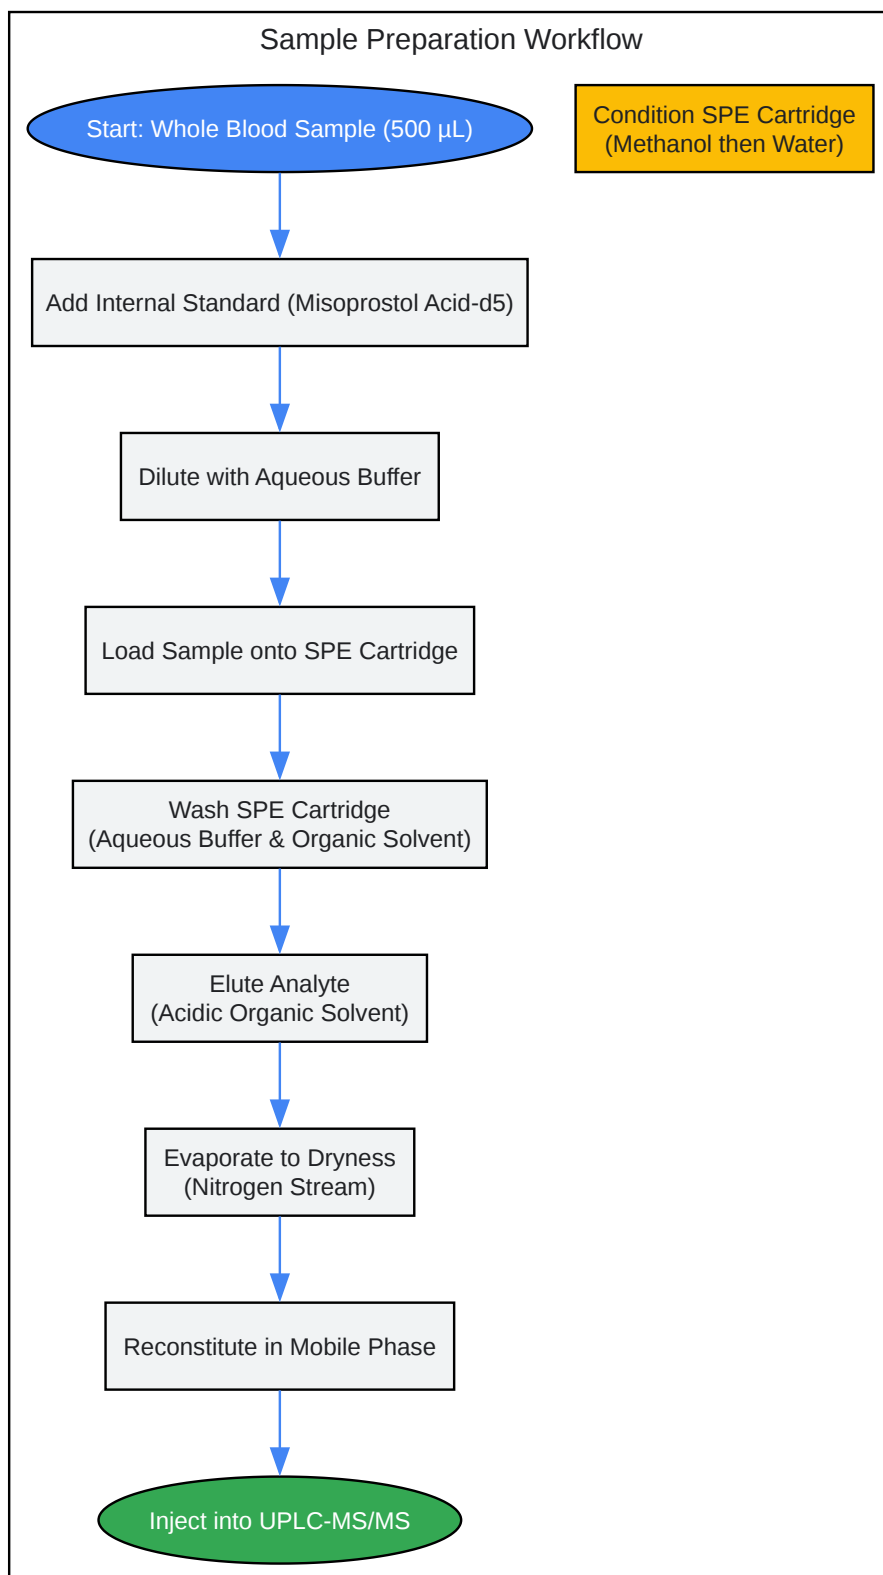 Sample Preparation Workflow
Start: Whole Blood Sample (500 µL)
Condition SPE Cartridge
(Methanol then Water)
Add Internal Standard (Misoprostol Acid-d5)
Dilute with Aqueous Buffer
Load Sample onto SPE Cartridge
Wash SPE Cartridge
(Aqueous Buffer & Organic Solvent)
Elute Analyte
(Acidic Organic Solvent)
Evaporate to Dryness
(Nitrogen Stream)
Reconstitute in Mobile Phase
Inject into UPLC-MS/MS